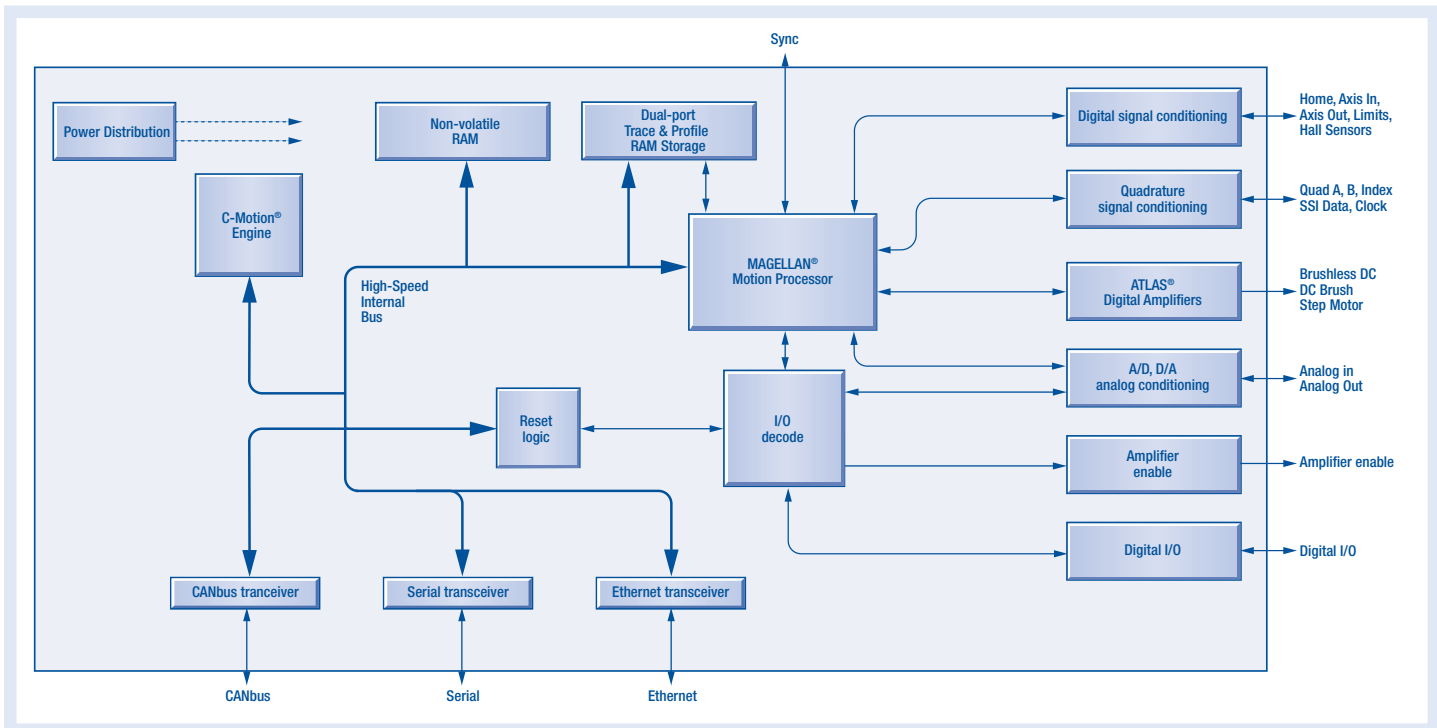 Sync
Power Distribution
Non-volatile
RAM
Dual-port
Trace & Profile
RAM Storage
Digital signal conditioning
Home, Axis In,
Axis Out, Limits,
Hall Sensors
C-Motion®
Engine
Quadrature
signal conditioning
Quad A, B, Index
SSI Data, Clock
High-Speed
Internal
Bus
MAGELLAN®
Motion Processor
ATLAS®
Digital Amplifiers
Brushless DC
DC Brush
Step Motor
A/D, D/A
analog conditioning
Analog in
Analog Out
Reset
logic
I/O
decode
Amplifier
enable
Amplifier enable
Digital I/O
Digital I/O
CANbus tranceiver
Serial transceiver
Ethernet transceiver
CANbus
Serial
Ethernet